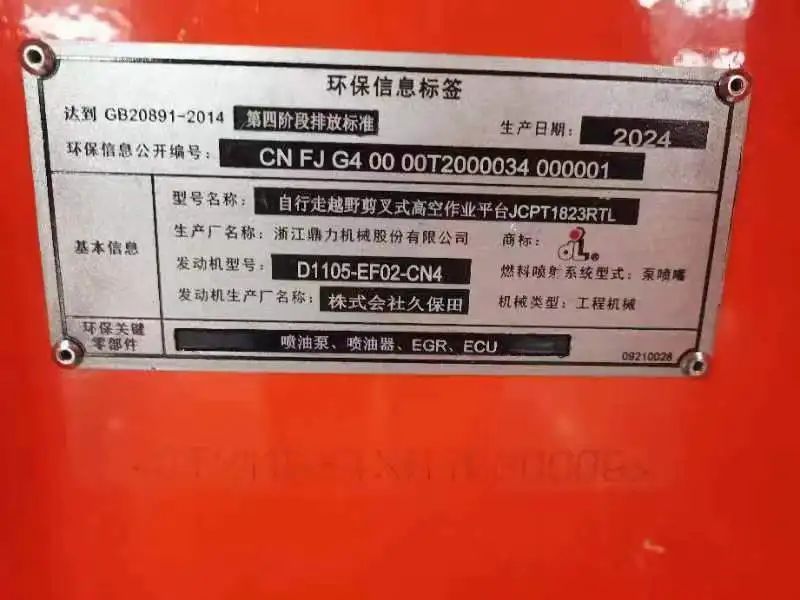 环保信息标签
达到 GB20891-2014 第四阶段排放标准 生产日期: 2024
环保信息公开编号: CN FJ G4 00 00T2000034 000001
基本信息
型号名称: 自行走越野剪叉式高空作业平台JCPT1823RTL
生产厂名称: 浙江鼎力机械股份有限公司 商标: ®
发动机型号: D1105-EF02-CN4 燃料喷射系统型式: 泵喷嘴
发动机生产厂名称: 株式会社久保田 机械类型: 工程机械
环保关键
零部件
喷油泵、喷油器、EGR、ECU
09210028